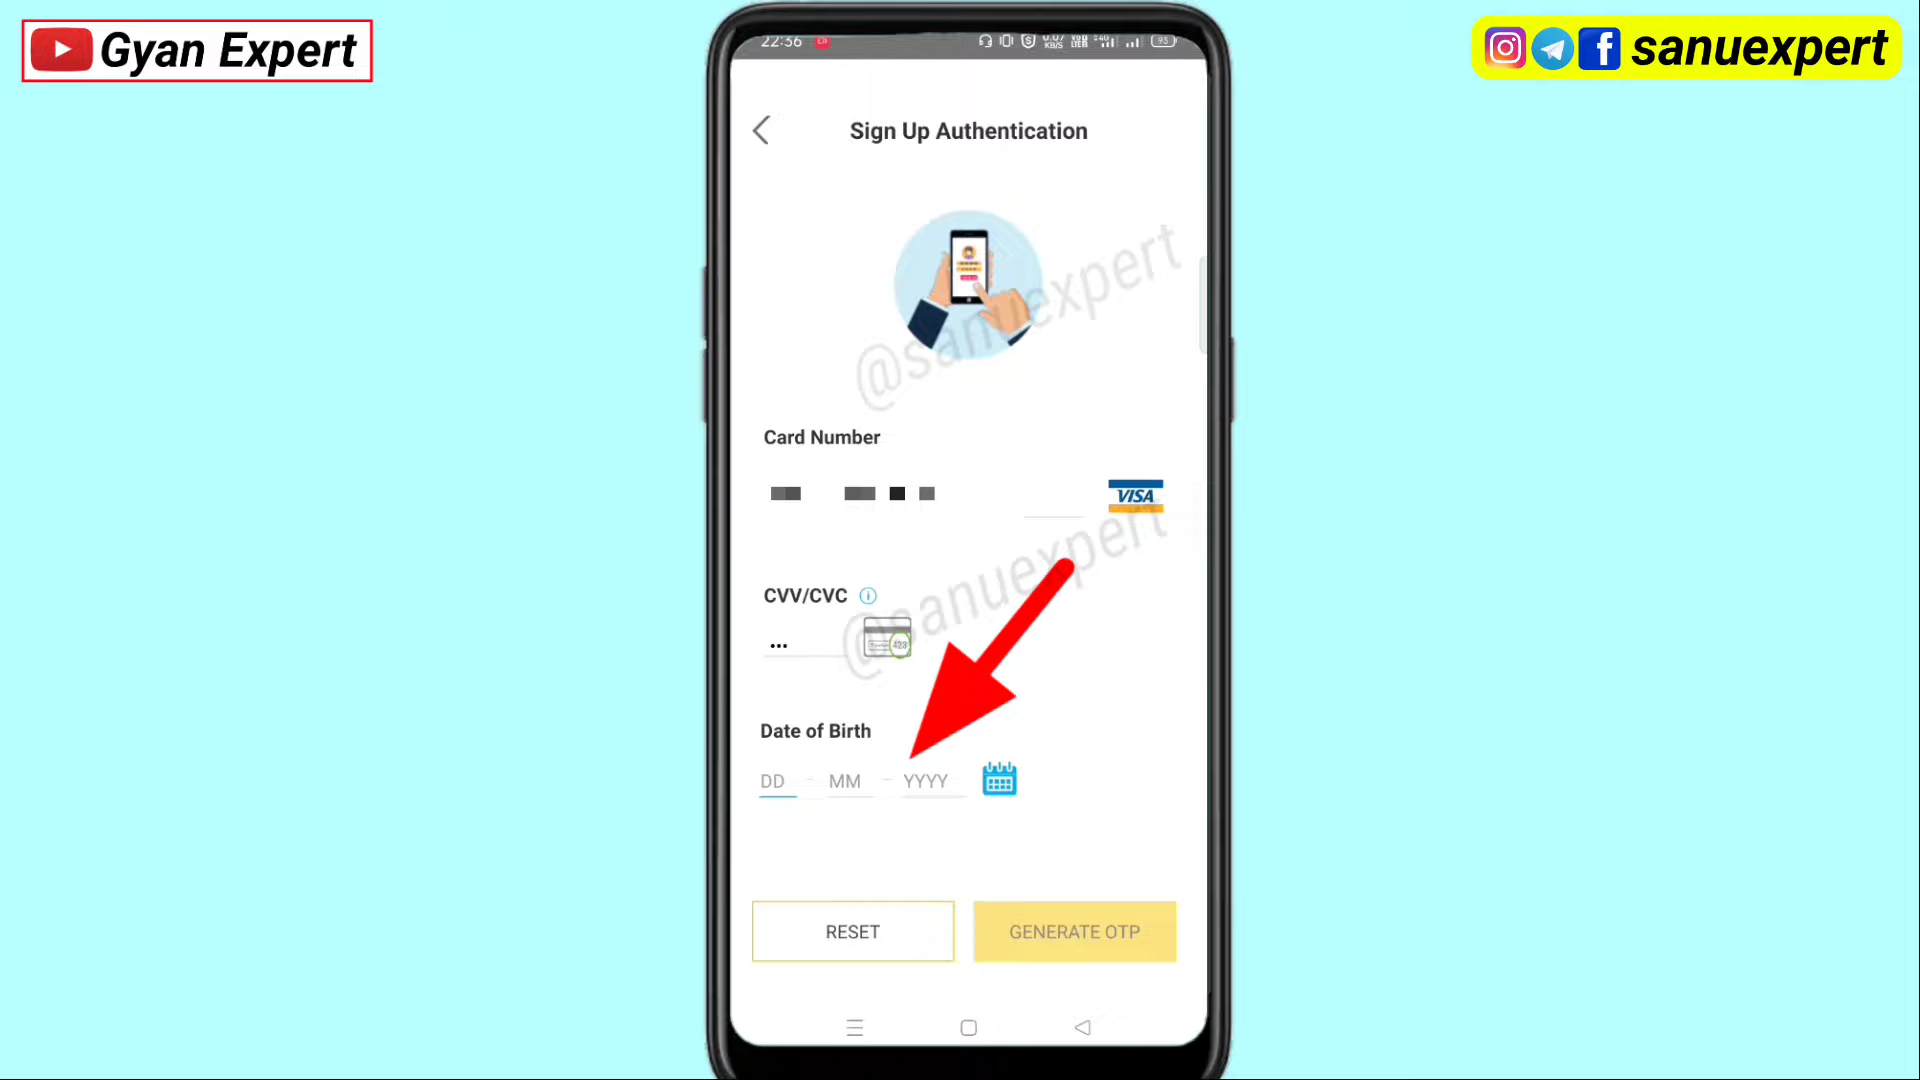 Gyan Expert
sanuexpert
22:36
Sign Up Authentication
@sanuexpert
Card Number
VISA
@sanuexpert
CVV/CVC
•••
423
Date of Birth
DD - MM - YYYY
RESET
GENERATE OTP